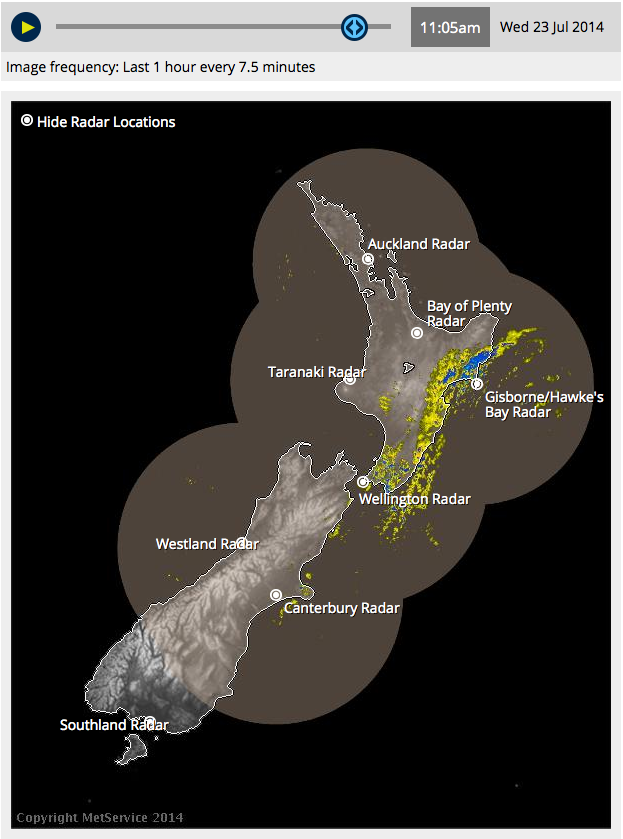 11:05am Wed 23 Jul 2014
Image frequency: Last 1 hour every 7.5 minutes
Hide Radar Locations
Auckland Radar
Bay of Plenty
Radar
Taranaki Radar
Gisborne/Hawke's
Bay Radar
Wellington Radar
Westland Radar
Canterbury Radar
Southland Radar
Copyright MetService 2014